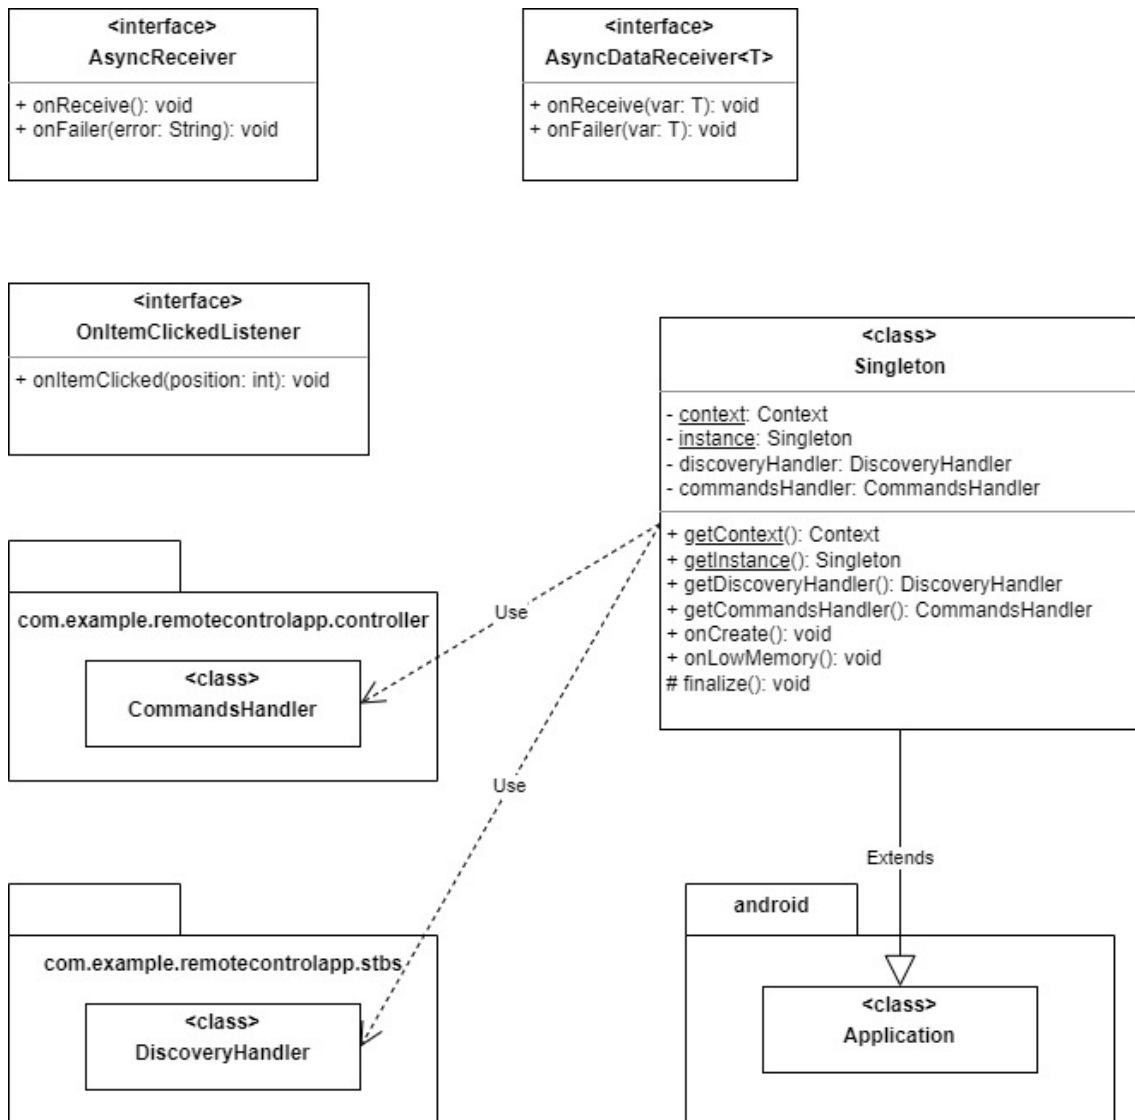 <interface>
AsyncReceiver
+ onReceive(): void
+ onFailer(error: String): void
<interface>
AsyncDataReceiver<T>
+ onReceive(var: T): void
+ onFailer(var: T): void
<interface>
OnItemClickedListener
+ onItemClicked(position: int): void
<class>
Singleton
- context: Context
- instance: Singleton
- discoveryHandler: DiscoveryHandler
- commandsHandler: CommandsHandler
+ getContext(): Context
+ getInstance(): Singleton
+ getDiscoveryHandler(): DiscoveryHandler
+ getCommandsHandler(): CommandsHandler
+ onCreate(): void
+ onLowMemory(): void
# finalize(): void
Use
com.example.remotecontrolapp.controller
<class>
CommandsHandler
Use
Extends
com.example.remotecontrolapp.stbs
<class>
DiscoveryHandler
android
<class>
Application